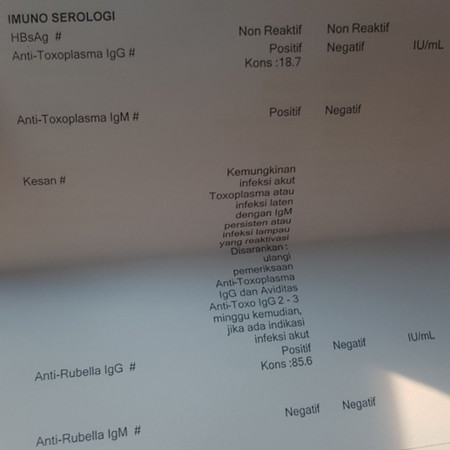 IMUNO SEROLOGI
HBsAg # Non Reaktif Non Reaktif
Anti-Toxoplasma IgG # Positif Negatif IU/mL
Kons :18.7
Anti-Toxoplasma IgM # Positif Negatif
Kesan # Kemungkinan
infeksi akut
Toxoplasma atau
infeksi laten
dengan IgM
persisten atau
infeksi lampau
yang reaktivasi
Disarankan :
ulangi
pemeriksaan
Anti-Toxoplasma
IgG dan Aviditas
Anti-Toxo IgG 2 - 3
minggu kemudian,
jika ada indikasi
infeksi akut
Anti-Rubella IgG # Positif Negatif IU/mL
Kons :85.6
Anti-Rubella IgM # Negatif Negatif